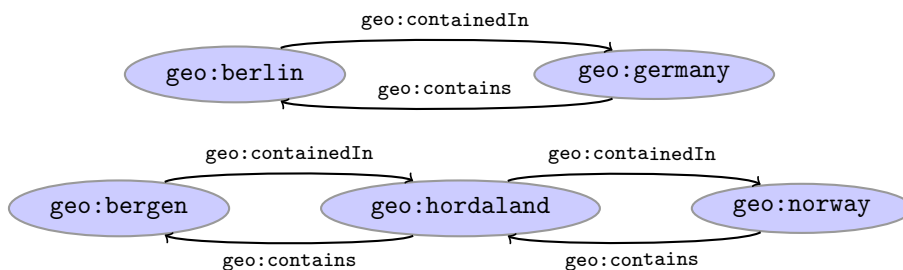 geo:containedIn
geo:berlin geo:germany
geo:contains
geo:containedIn geo:containedIn
geo:bergen geo:hordaland geo:norway
geo:contains geo:contains